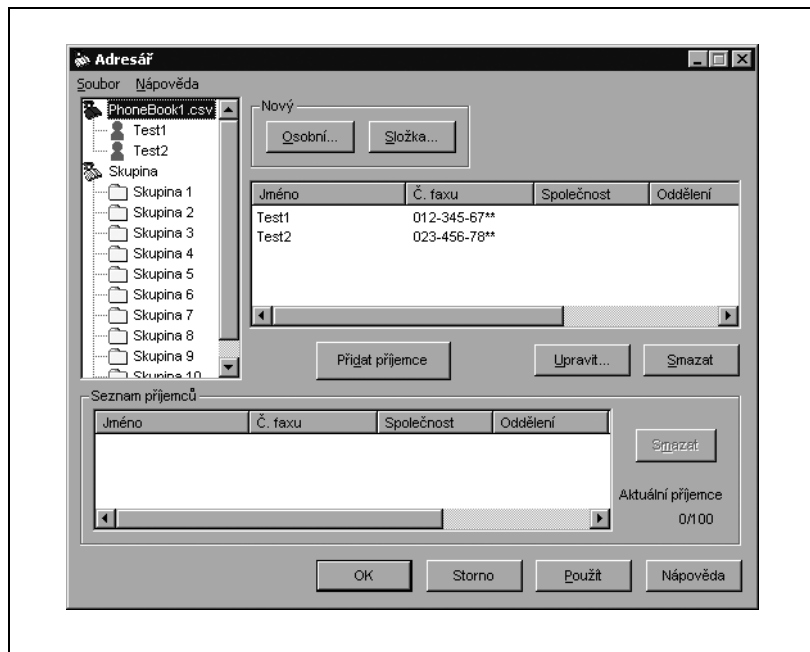 Adresář
Soubor Nápověda
PhoneBook1.csv
Test1
Test2
Skupina
Skupina 1
Skupina 2
Skupina 3
Skupina 4
Skupina 5
Skupina 6
Skupina 7
Skupina 8
Skupina 9
Skupina 10
Nový
Osobní... Složka...
Jméno Č. faxu Společnost Oddělení
Test1 012-345-67**
Test2 023-456-78**
Přidat příjemce Upravit... Smazat
Seznam příjemců
Jméno Č. faxu Společnost Oddělení
Smazat
Aktuální příjemce
0/100
OK Storno Použít Nápověda